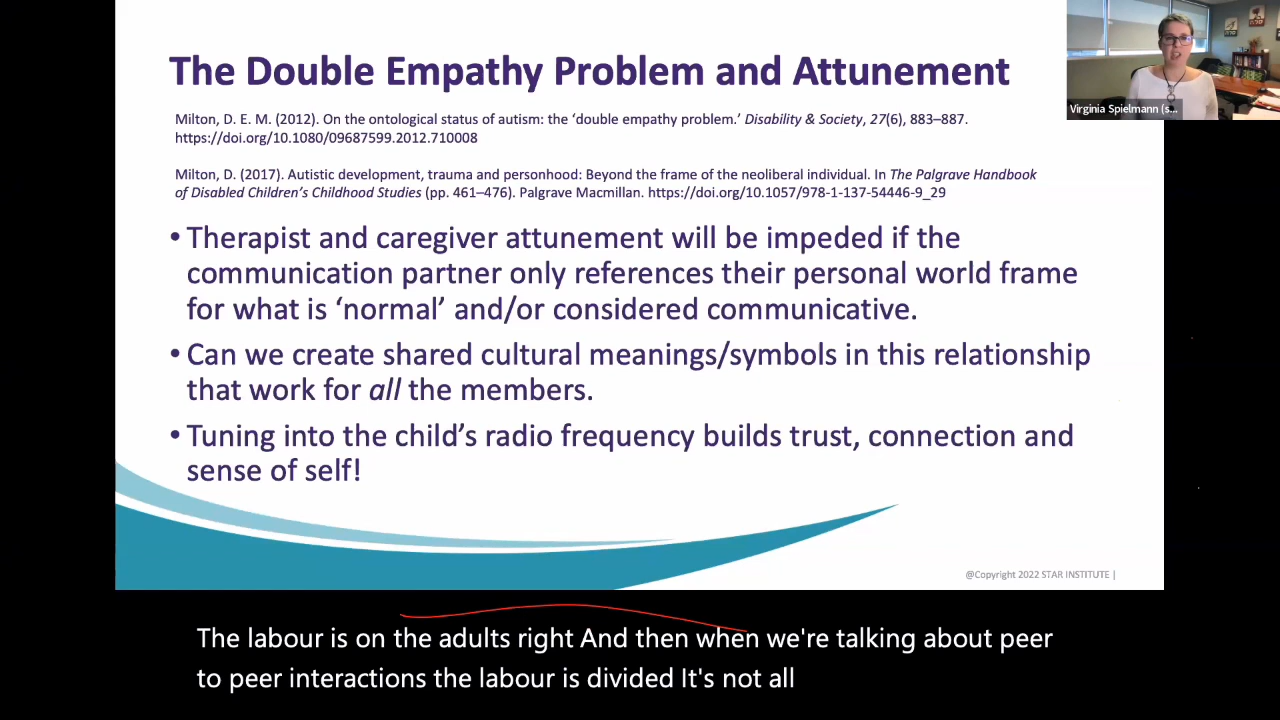 The Double Empathy Problem and Attunement
Virginia Spielmann (s...
Milton, D. E. M. (2012). On the ontological status of autism: the ‘double empathy problem.’ Disability & Society, 27(6), 883–887.
https://doi.org/10.1080/09687599.2012.710008
Milton, D. (2017). Autistic development, trauma and personhood: Beyond the frame of the neoliberal individual. In The Palgrave Handbook
of Disabled Children’s Childhood Studies (pp. 461–476). Palgrave Macmillan. https://doi.org/10.1057/978-1-137-54446-9_29
• Therapist and caregiver attunement will be impeded if the
communication partner only references their personal world frame
for what is ‘normal’ and/or considered communicative.
• Can we create shared cultural meanings/symbols in this relationship
that work for all the members.
• Tuning into the child’s radio frequency builds trust, connection and
sense of self!
@Copyright 2022 STAR INSTITUTE |
The labour is on the adults right And then when we're talking about peer
to peer interactions the labour is divided It's not all